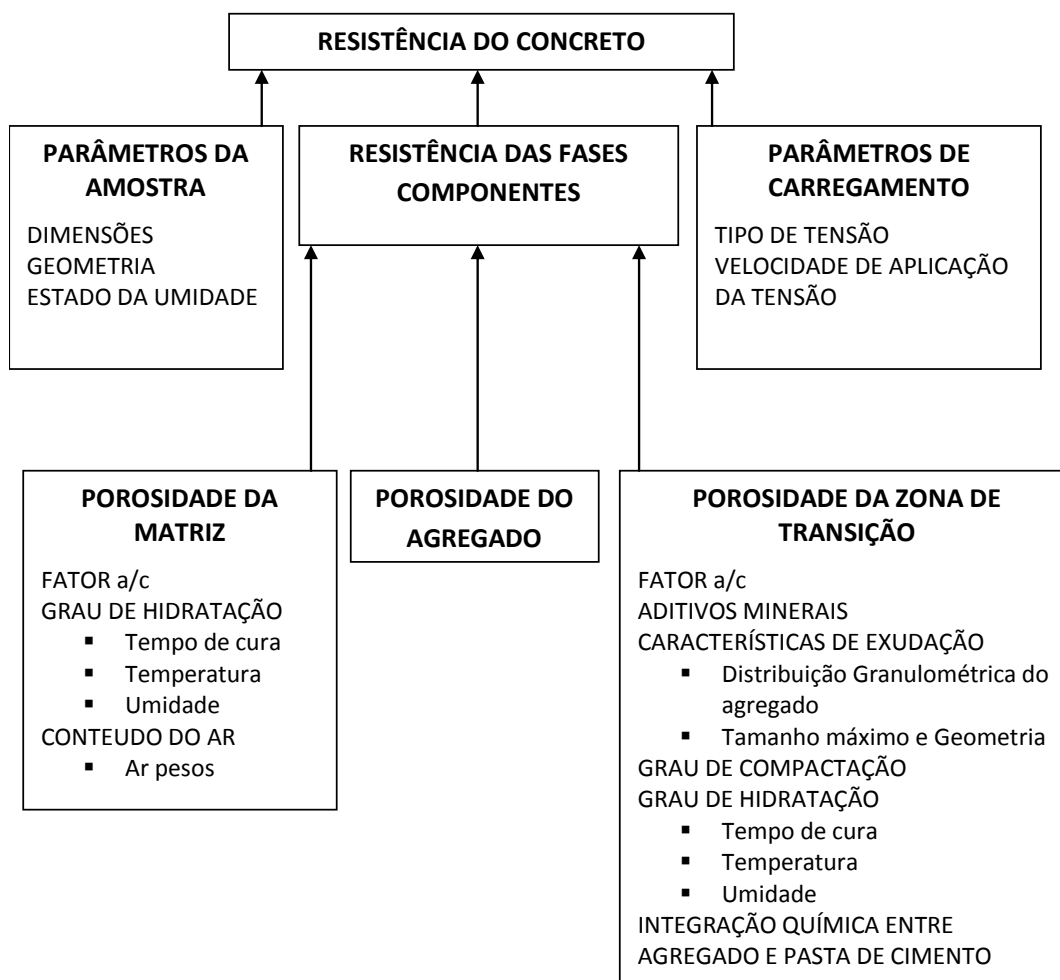 RESISTÊNCIA DO CONCRETO
PARÂMETROS DA
AMOSTRA
DIMENSÕES
GEOMETRIA
ESTADO DA UMIDADE
RESISTÊNCIA DAS FASES
COMPONENTES
PARÂMETROS DE
CARREGAMENTO
TIPO DE TENSÃO
VELOCIDADE DE APLICAÇÃO
DA TENSÃO
POROSIDADE DA
MATRIZ
FATOR a/c
GRAU DE HIDRATAÇÃO
▪ Tempo de cura
▪ Temperatura
▪ Umidade
CONTEUDO DO AR
▪ Ar pesos
POROSIDADE DO
AGREGADO
POROSIDADE DA ZONA DE
TRANSIÇÃO
FATOR a/c
ADITIVOS MINERAIS
CARACTERÍSTICAS DE EXUDAÇÃO
▪ Distribuição Granulométrica do
agregado
▪ Tamanho máximo e Geometria
GRAU DE COMPACTAÇÃO
GRAU DE HIDRATAÇÃO
▪ Tempo de cura
▪ Temperatura
▪ Umidade
INTEGRAÇÃO QUÍMICA ENTRE
AGREGADO E PASTA DE CIMENTO